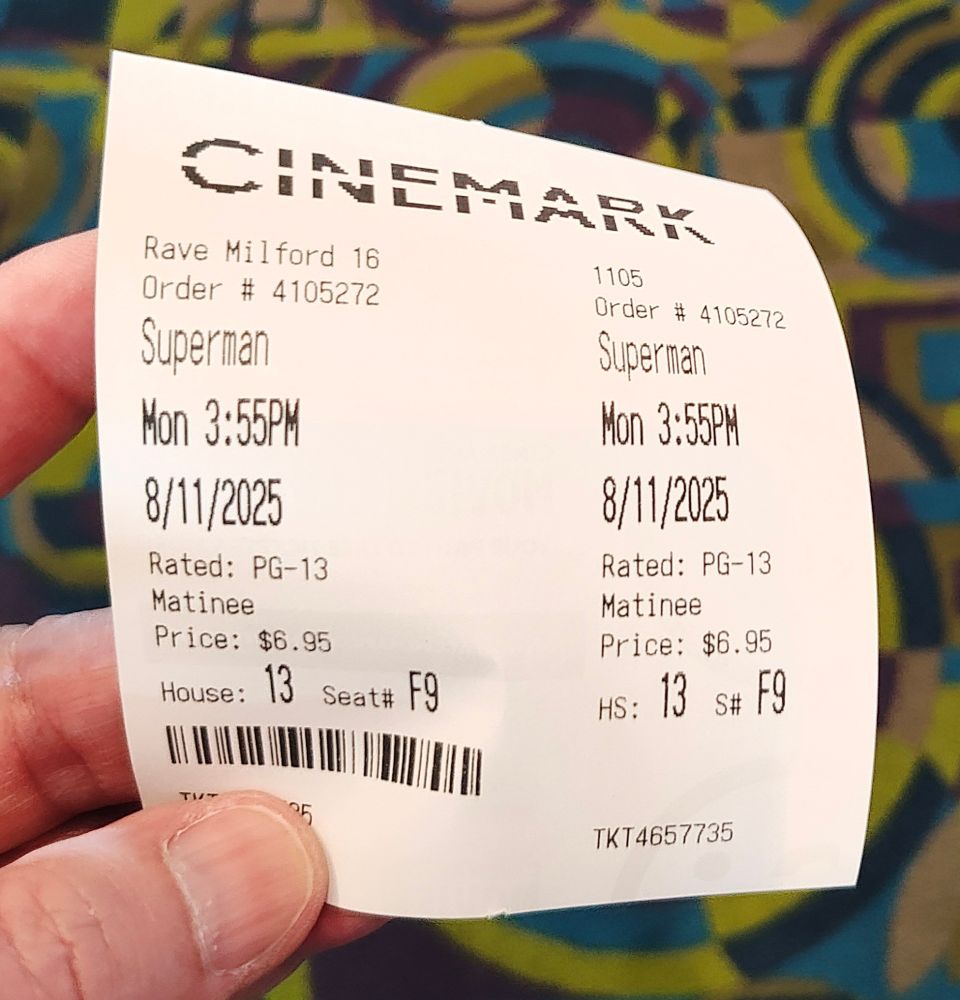 CINEMARK
Rave Milford 16
Order # 4105272
Superman
Mon 3:55PM
8/11/2025
Rated: PG-13
Matinee
Price: $6.95
House: 13 Seat# F9
1105
Order # 4105272
Superman
Mon 3:55PM
8/11/2025
Rated: PG-13
Matinee
Price: $6.95
HS: 13 S# F9
TKT4657735